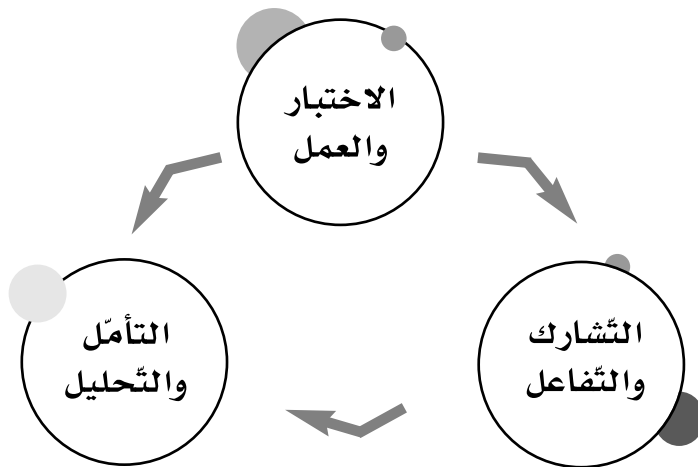 الاختبار
والعمل
التّشارك
والتّفاعل
التأمّل
والتّحليل